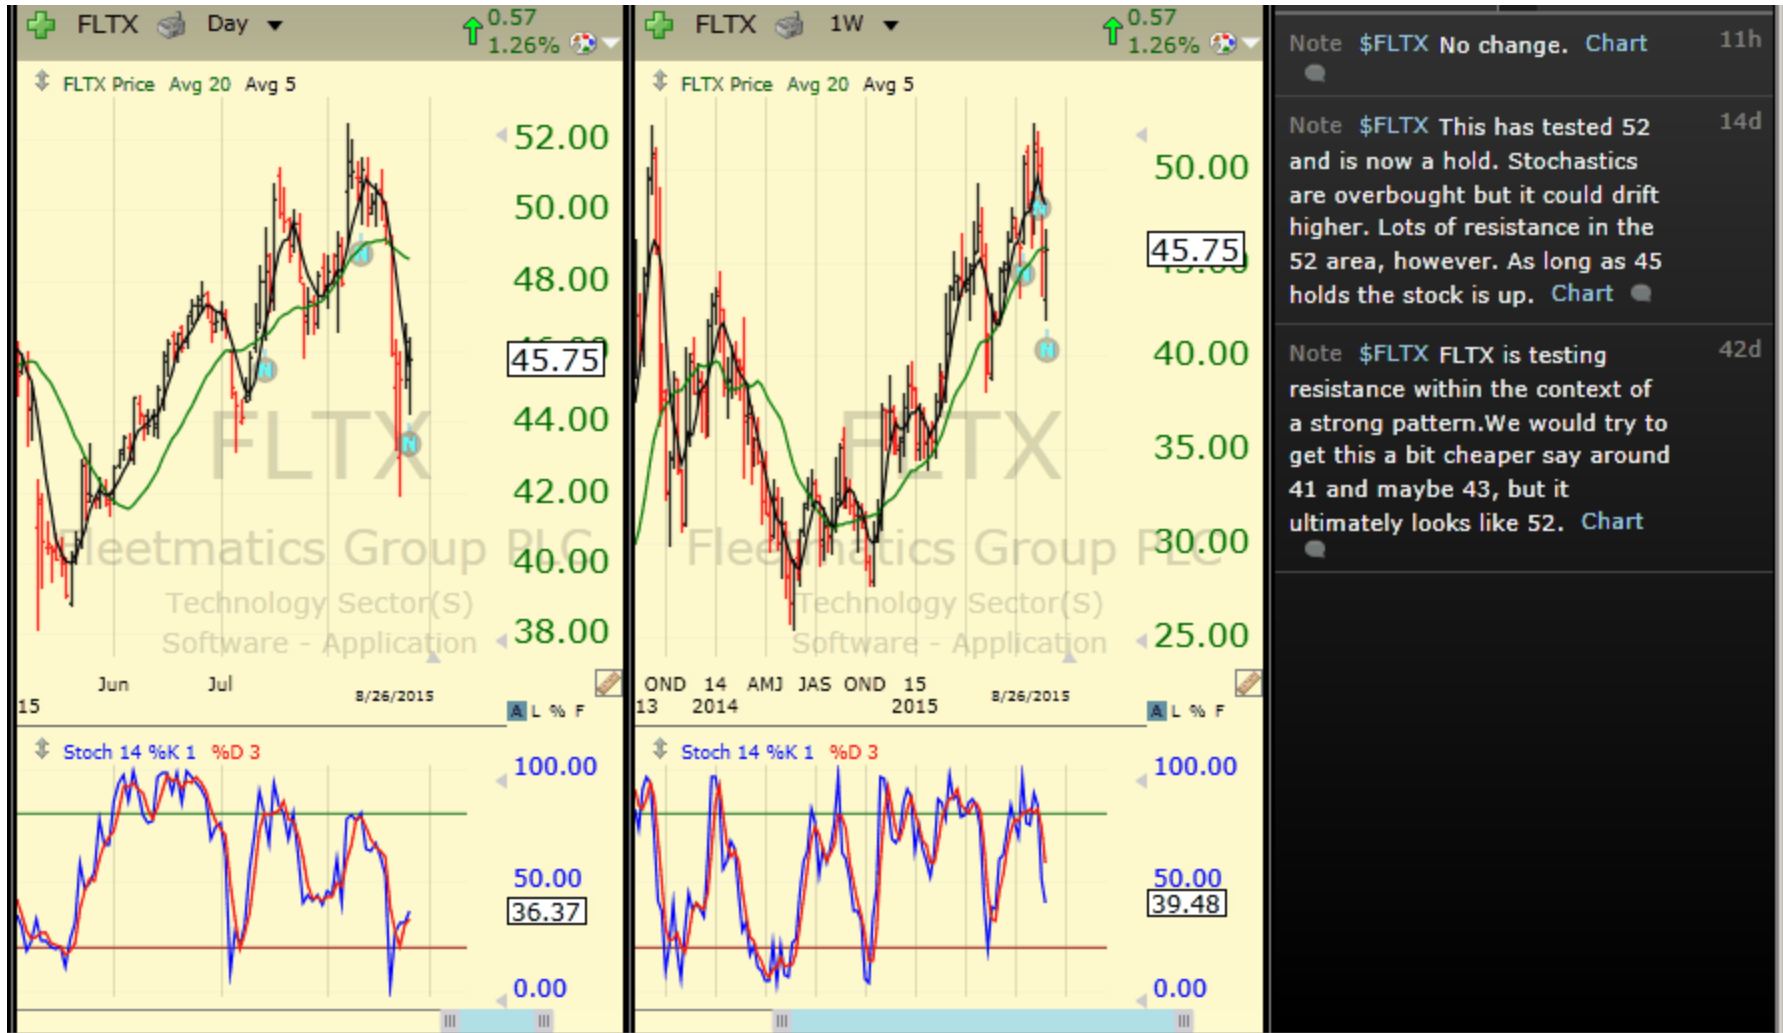 FLTX Day
0.57
1.26%
FLTX Price Avg 20 Avg 5
52.00
50.00
48.00
45.75
44.00
42.00
40.00
38.00
FLTX
Fleetmatics Group PLC
Technology Sector(S)
Software - Application
Jun Jul 8/26/2015
15
A L % F
Stoch 14 %K 1 %D 3
100.00
50.00
36.37
0.00
FLTX 1W
0.57
1.26%
FLTX Price Avg 20 Avg 5
50.00
45.75
40.00
35.00
30.00
25.00
FLTX
Fleetmatics Group PLC
Technology Sector(S)
Software - Application
OND 14 AMJ JAS OND 15 8/26/2015
13 2014 2015
A L % F
Stoch 14 %K 1 %D 3
100.00
50.00
39.48
0.00
N
N
N
N
N
N
Note $FLTX No change. Chart 11h
Note $FLTX This has tested 52 14d
and is now a hold. Stochastics
are overbought but it could drift
higher. Lots of resistance in the
52 area, however. As long as 45
holds the stock is up. Chart
Note $FLTX FLTX is testing 42d
resistance within the context of
a strong pattern.We would try to
get this a bit cheaper say around
41 and maybe 43, but it
ultimately looks like 52. Chart